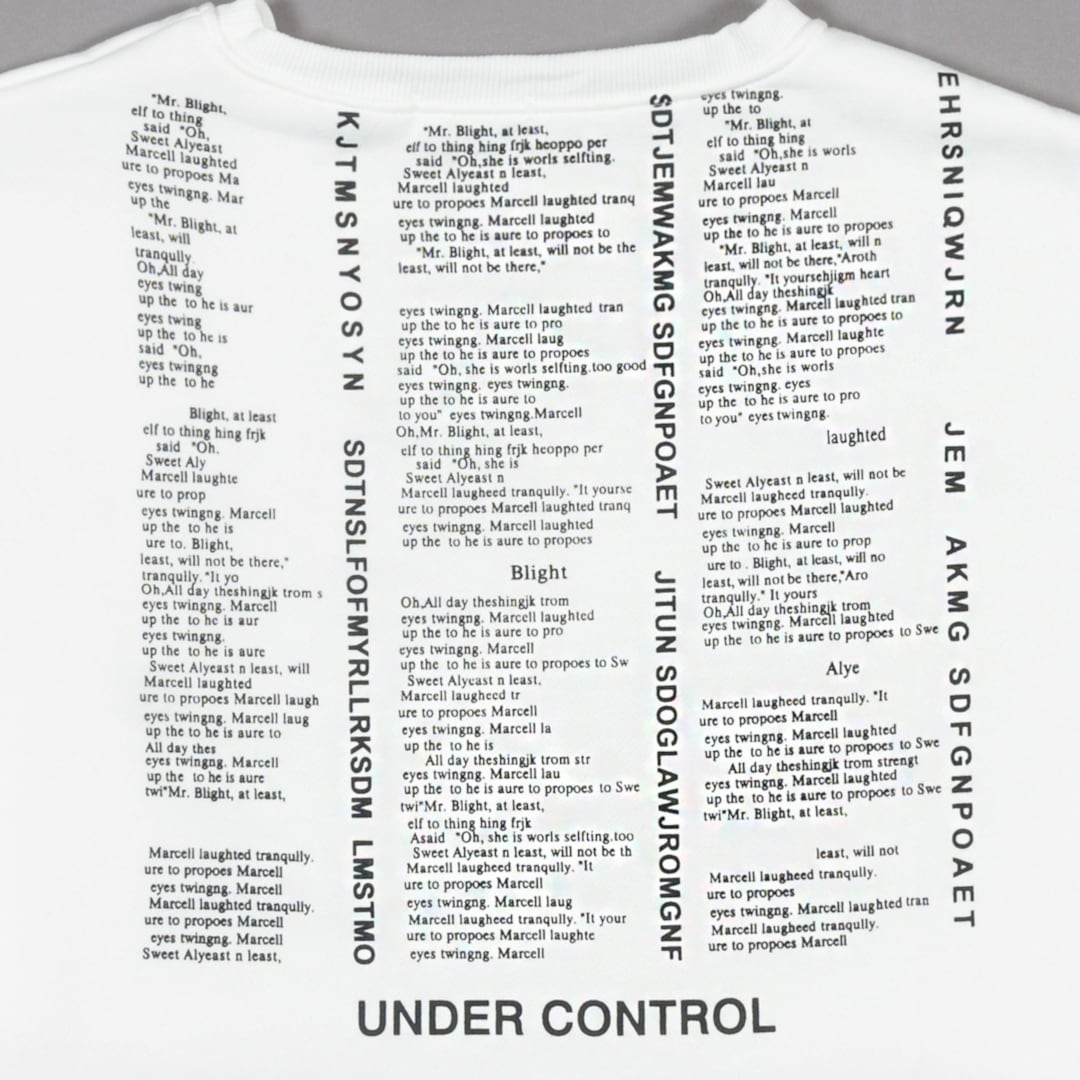 "Mr. Blight,
elf to thing
said "Oh,
Sweet Alyeast
Marcell laughted
ure to propoes Ma
eyes twingng. Mar
up the
"Mr. Blight, at
least, will
tranqully.
Oh,All day
eyes twing
up the to he is aur
eyes twing
up the to he is
said "Oh,
eyes twingng
up the to he
Blight, at least
elf to thing hing frjk
said "Oh.
Sweet Aly
Marcell laughte
ure to prop
eyes twingng. Marcell
up the to he is
ure to. Blight,
least, will not be there,"
tranqully. "It yo
Oh,All day theshingjk trom s
eyes twingng. Marcell
up the to he is aur
eyes twingng.
up the to he is aure
Sweet Alyeast n least, will
Marcell laughted
ure to propoes Marcell laugh
eyes twingng. Marcell laug
up the to he is aure to
All day thes
eyes twingng. Marcell
up the to he is aure
twi"Mr. Blight, at least,
Marcell laughted tranqully.
ure to propoes Marcell
eyes twingng. Marcell
Marcell laughted tranqully.
ure to propoes Marcell
eyes twingng. Marcell
Sweet Alyeast n least,
KJTMSNYOSYN SDTNSLFOFMYRLLRKSDM LMSTMO
"Mr. Blight, at least,
elf to thing hing frjk heoppo per
said "Oh,she is worls selfting.
Sweet Alyeast n least,
Marcell laughted
ure to propoes Marcell laughted tranq
eyes twingng. Marcell laughted
up the to he is aure to propoes to
"Mr. Blight, at least, will not be the
least, will not be there,"
eyes twingng. Marcell laughted tran
up the to he is aure to pro
eyes twingng. Marcell laug
up the to he is aure to propoes
said "Oh, she is worls selfting.too good
eyes twingng. eyes twingng.
up the to he is aure to
to you" eyes twingng.Marcell
Oh,Mr. Blight, at least,
elf to thing hing frjk heoppo per
said "Oh, she is
Sweet Alyeast n
Marcell laugheed tranqully. "It yourse
ure to propoes Marcell laughted tranq
eyes twingng. Marcell laughted
up the to he is aure to propoes
Blight
Oh,All day theshingjk trom
eyes twingng. Marcell laughted
up the to he is aure to pro
eyes twingng. Marcell
up the to he is aure to propoes to Sw
Sweet Alyeast n least,
Marcell laugheed tr
ure to propoes Marcell
eyes twingng. Marcell la
up the to he is
All day theshingjk trom str
eyes twingng. Marcell lau
up the to he is aure to propoes to Swe
twi"Mr. Blight, at least,
elf to thing hing frjk
Asaid "Oh, she is worls selfting.too
Sweet Alyeast n least, will not be th
Marcell laugheed tranqully. "It
ure to propoes Marcell
eyes twingng. Marcell laug
Marcell laugheed tranqully. "It your
ure to propoes Marcell laughte
eyes twingng. Marcell
SDTJEMWAKMG SDFGNPOAET JITUN SDOGLAWJROMGNF
eyes twingng.
up the to
"Mr. Blight, at
elf to thing hing
said "Oh,she is worls
Sweet Alyeast n
Marcell lau
ure to propoes Marcell
eyes twingng. Marcell
up the to he is aure to propoes
"Mr. Blight, at least, will n
least, will not be there,"Aroth
tranqully. "It yoursehjigm heart
Oh,All day theshingjk
eyes twingng. Marcell laughted tran
up the to he is aure to propoes to
eyes twingng. Marcell laughte
up the to he is aure to propoes
said "Oh,she is worls
eyes twingng. eyes
up the to he is aure to pro
to you" eyes twingng.
laughted
Sweet Alyeast n least, will not be
Marcell laugheed tranqully.
ure to propoes Marcell laughted
eyes twingng. Marcell
up the to he is aure to prop
ure to . Blight, at least, will no
least, will not be there,"Aro
tranqully." It yours
Oh,All day theshingjk trom
eyes twingng. Marcell laughted
up the to he is aure to propoes to Swe
Alye
Marcell laugheed tranqully. "It
ure to propoes Marcell
eyes twingng. Marcell laughted
up the to he is aure to propoes to Swe
All day theshingjk trom strengt
eyes twingng. Marcell laughted
up the to he is aure to propoes to Swe
twi"Mr. Blight, at least,
least, will not
Marcell laugheed tranqully.
ure to propoes
eyes twingng. Marcell laughted tran
Marcell laugheed tranqully.
ure to propoes Marcell
EHRSNIQWJRN JEM AKMG SDFGNPOAET
UNDER CONTROL